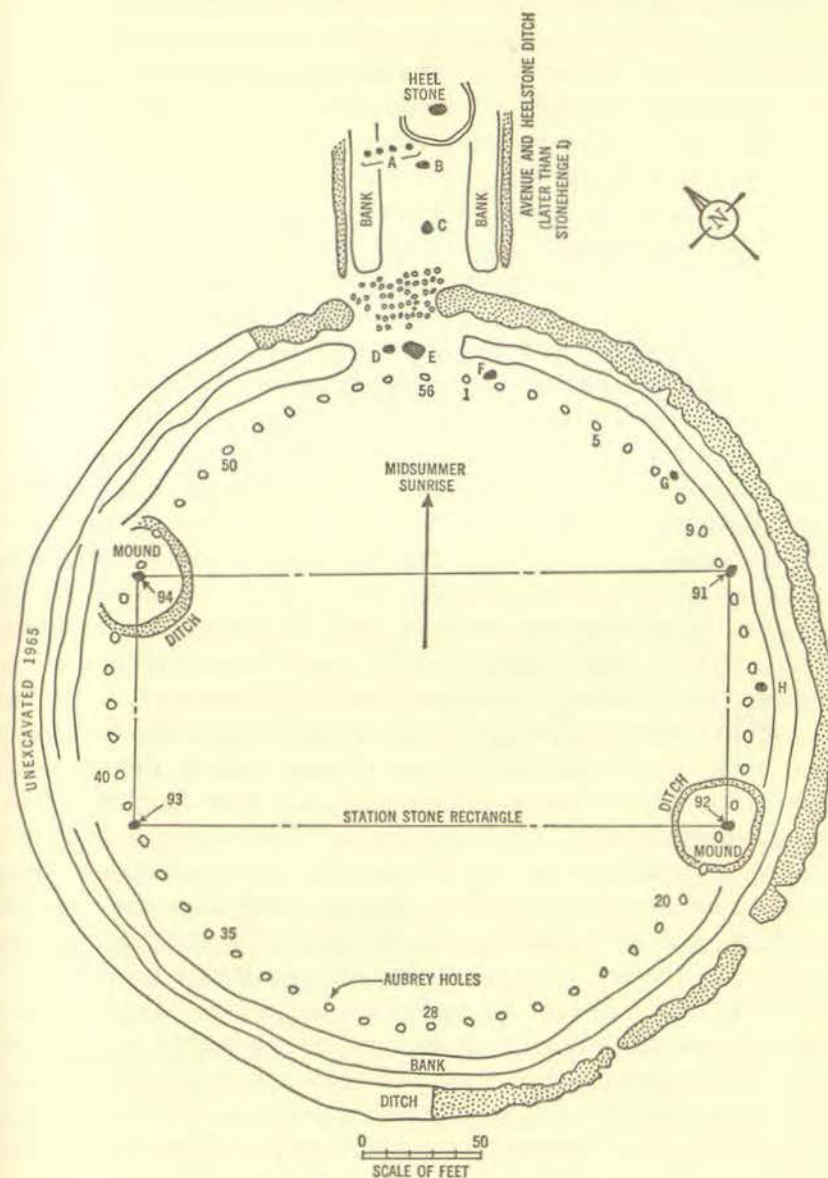 HEEL
STONE
AVENUE AND HEELSTONE DITCH
(LATER THAN
STONEHENGE I)
A
B
BANK
BANK
C
N
D
E
F
56
1
5
50
G
MIDSUMMER
SUNRISE
9
MOUND
94
91
DITCH
UNEXCAVATED 1965
H
40
93
DITCH
92
STATION STONE RECTANGLE
MOUND
20
35
AUBREY HOLES
28
BANK
DITCH
0 50
SCALE OF FEET